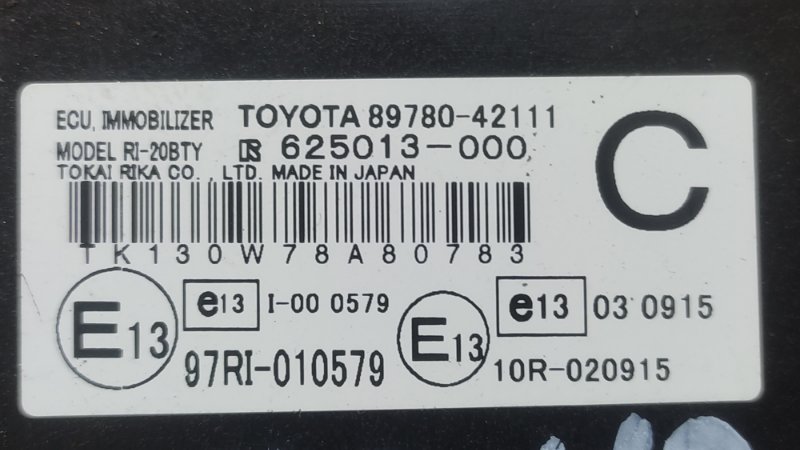 ECU, IMMOBILIZER TOYOTA 89780-42111
MODEL RI-20BTY 625013-000
TOKAI RIKA CO., LTD. MADE IN JAPAN
C
TK130W78A80783
E13 e13 I-00 0579
97RI-010579
E13 e13 03 0915
10R-020915